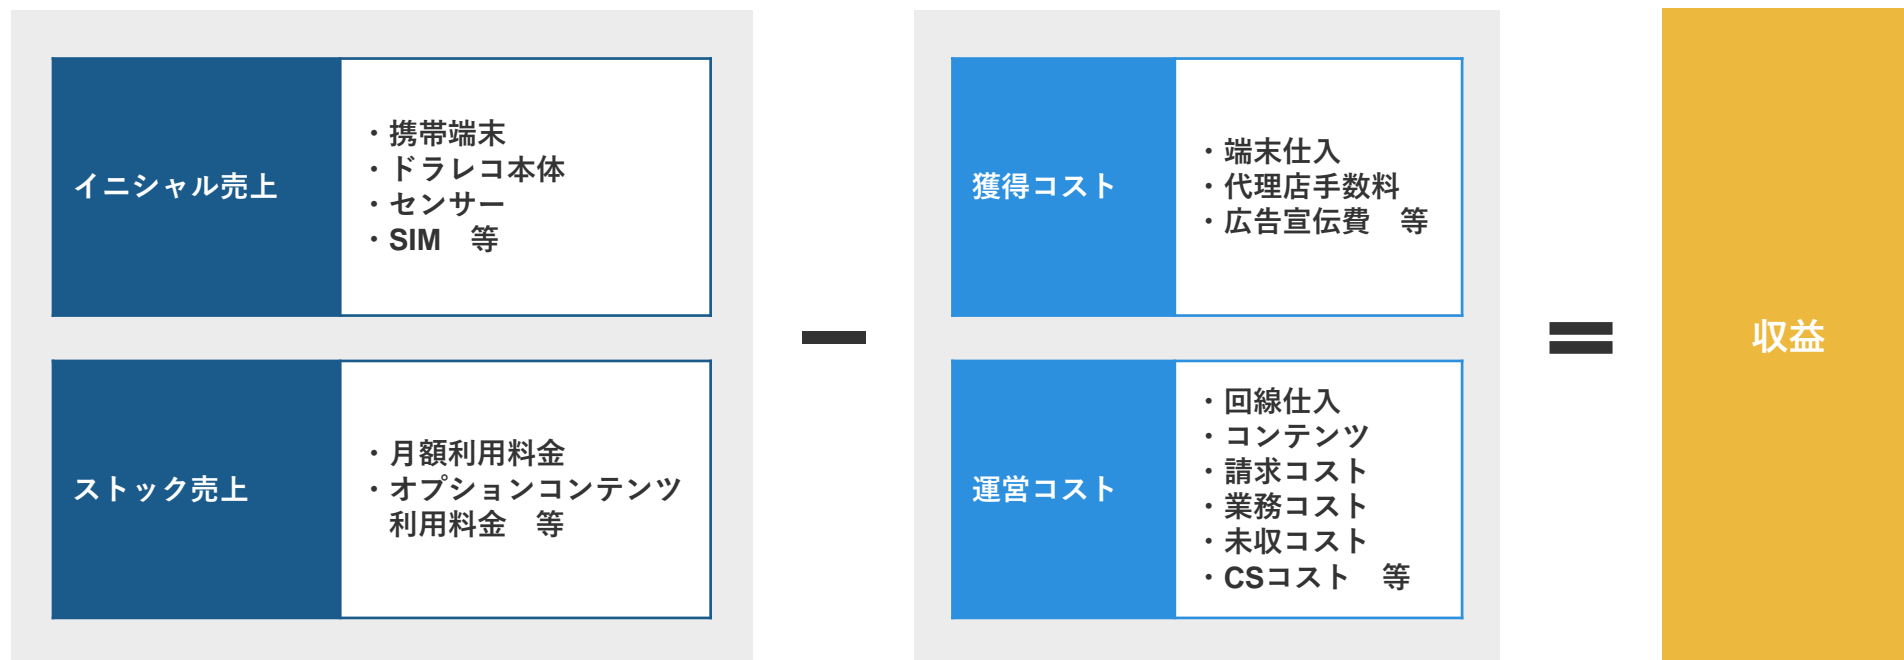 イニシャル売上
・携帯端末
・ドラレコ本体
・センサー
・SIM　等
ストック売上
・月額利用料金
・オプションコンテンツ
利用料金　等
－
獲得コスト
・端末仕入
・代理店手数料
・広告宣伝費　等
運営コスト
・回線仕入
・コンテンツ
・請求コスト
・業務コスト
・未収コスト
・CSコスト　等
＝
収益